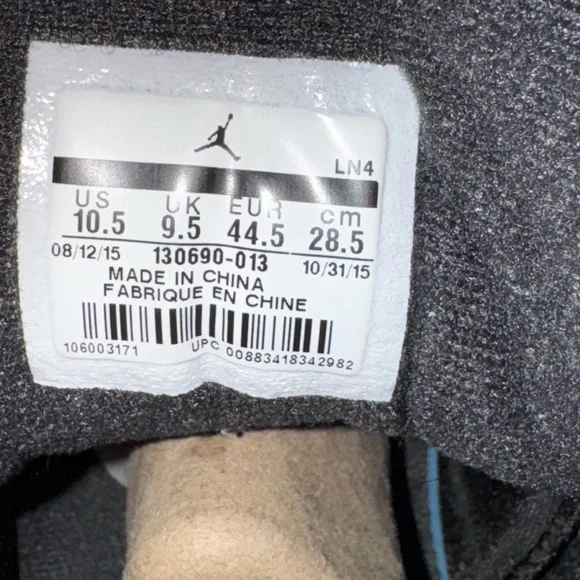 LN4
US UK EUR cm
10.5 9.5 44.5 28.5
08/12/15 130690-013 10/31/15
MADE IN CHINA
FABRIQUE EN CHINE
106003171 UPC 00883418342982